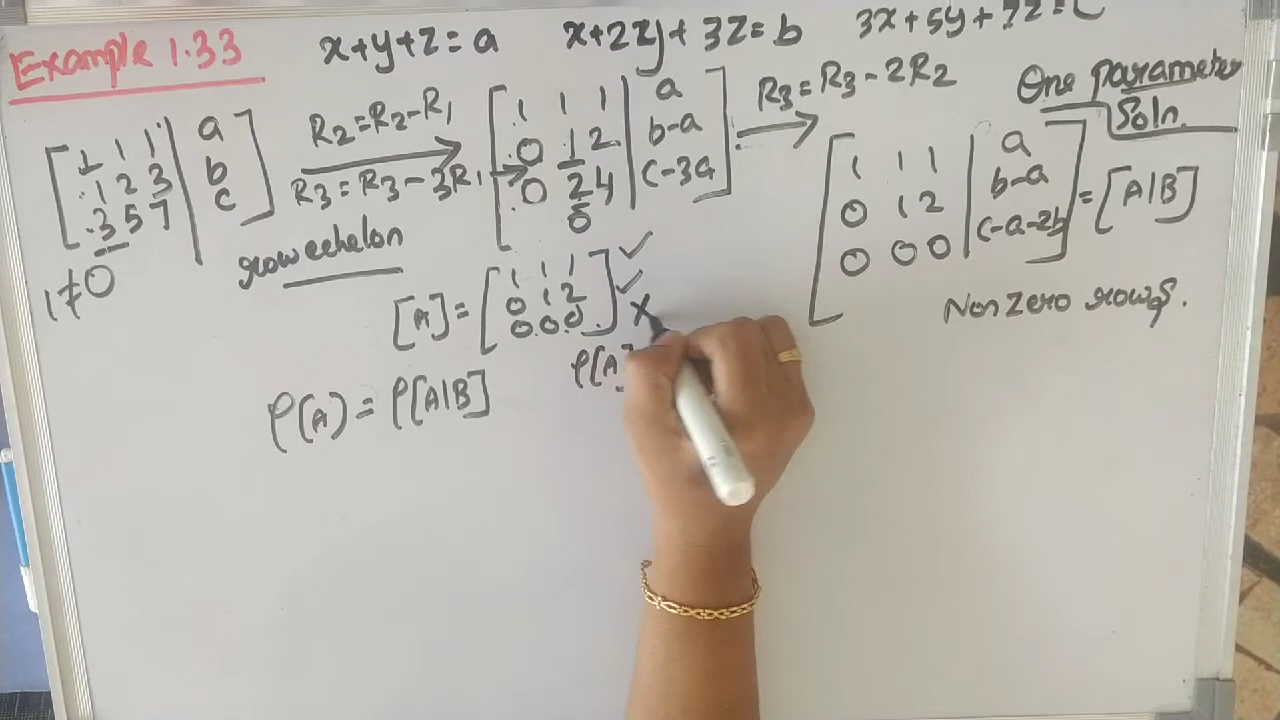 Example 1.33 x+y+z=a x+2y+3z=b 3x+5y+7z=c
[1 1 1 | a] R2=R2-R1 [1 1 1 | a] R3=R3-2R2 One parameter Soln.
[1 2 3 | b] R3=R3-3R1 → [0 1 2 | b-a] → [1 1 1 | a]
[3 5 7 | c] [0 2 4 | c-3a] [0 1 2 | b-a] = [A|B]
0 [0 0 0 | c-a-2b]
1≠0 row echelon
[A] = [1 1 1] ✓ Non zero rows.
[0 1 2] ✓
[0 0 0] X
ρ(A) = ρ[A|B] ρ[A]